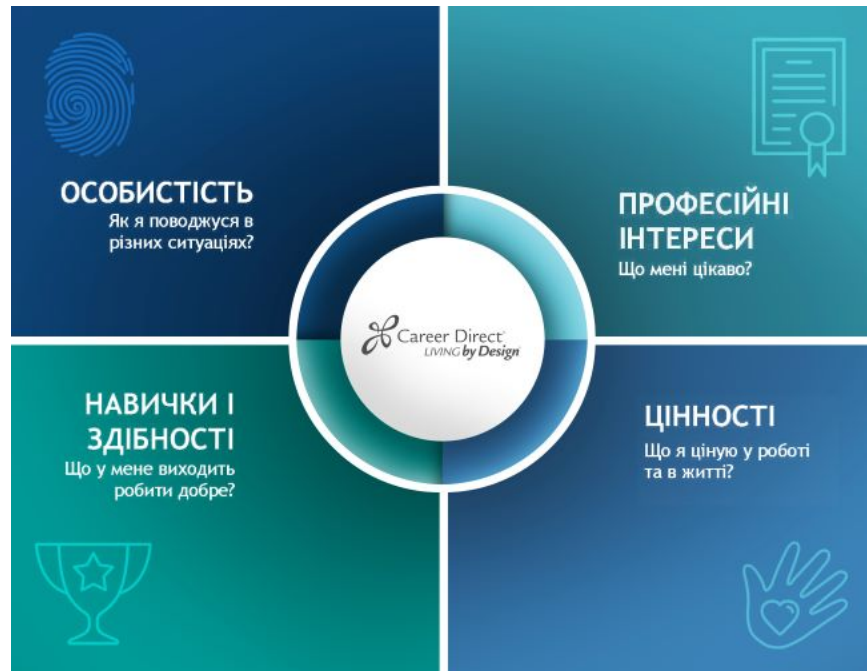 ОСОБИСТІСТЬ
Як я поводжуся в
різних ситуаціях?
ПРОФЕСІЙНІ
ІНТЕРЕСИ
Що мені цікаво?
Career Direct
LIVING by Design
НАВИЧКИ І
ЗДІБНОСТІ
Що у мене виходить
робити добре?
ЦІННОСТІ
Що я ціную у роботі
та в житті?